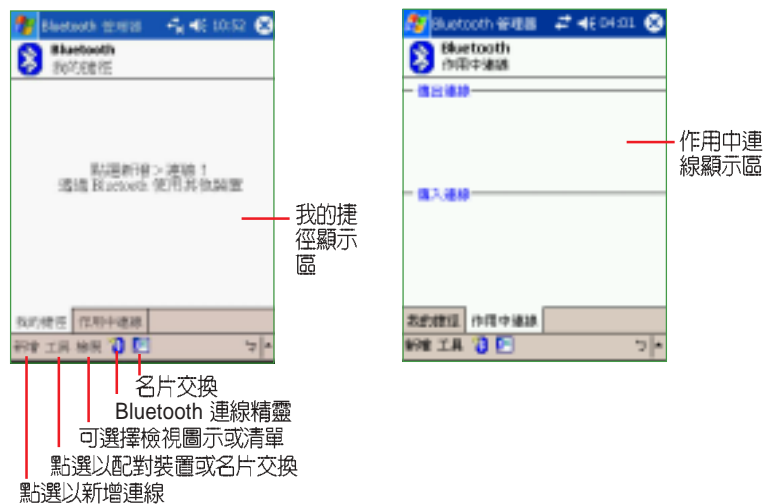 Bluetooth 管理器 10:52
Bluetooth
我的捷徑
點選新增 > 連線！
透過 Bluetooth 使用其他裝置
我的捷徑 作用中連線
新增 工具 檢視
我的捷
徑顯示
區
名片交換
Bluetooth 連線精靈
可選擇檢視圖示或清單
點選以配對裝置或名片交換
點選以新增連線
Bluetooth 管理器 04:01
Bluetooth
作用中連線
傳出連線
傳入連線
我的捷徑 作用中連線
新增 工具
作用中連
線顯示區